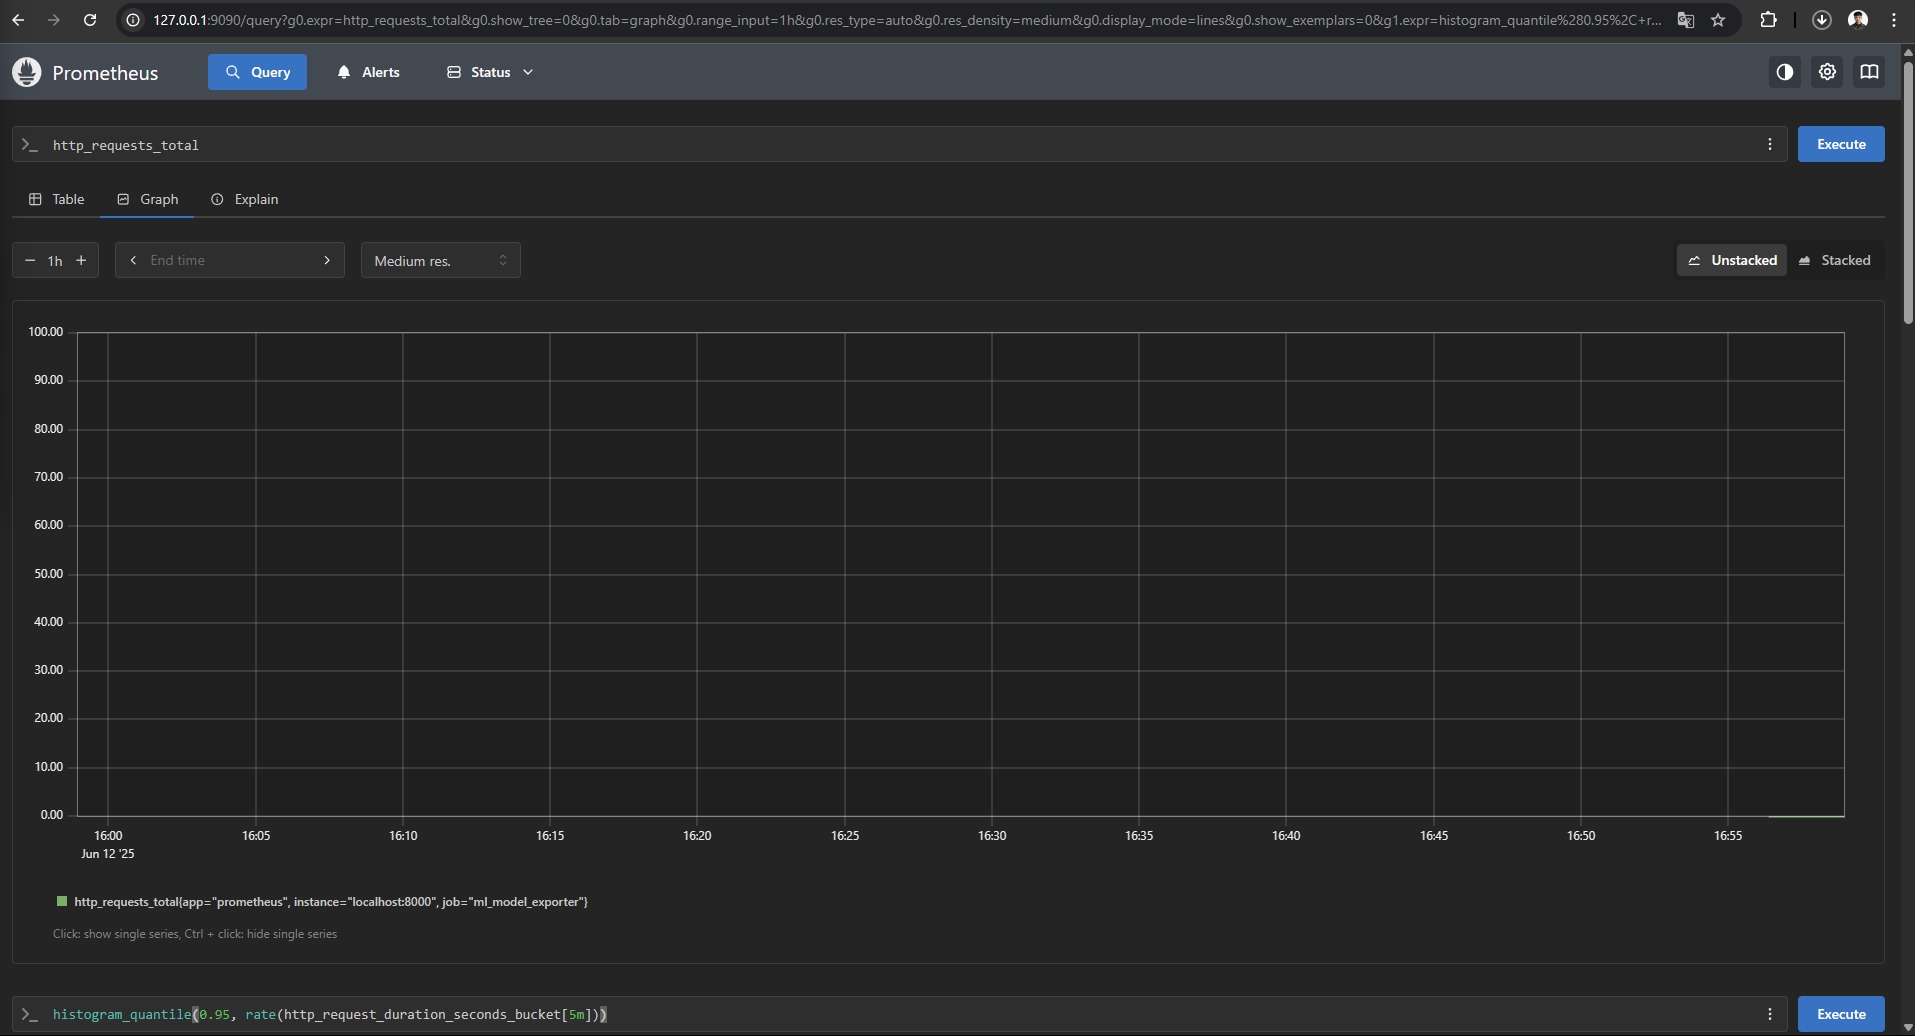 127.0.0.1:9090/query?g0.expr=http_requests_total&g0.show_tree=0&g0.tab=graph&g0.range_input=1h&g0.res_type=auto&g0.res_density=medium&g0.display_mode=lines&g0.show_exemplars=0&g1.expr=histogram_quantile%280.95%2C+r...
Prometheus Query Alerts Status
http_requests_total Execute
Table Graph Explain
1h End time Medium res. Unstacked Stacked
100.00
90.00
80.00
70.00
60.00
50.00
40.00
30.00
20.00
10.00
0.00
16:00 16:05 16:10 16:15 16:20 16:25 16:30 16:35 16:40 16:45 16:50 16:55
Jun 12 '25
http_requests_total{app="prometheus", instance="localhost:8000", job="ml_model_exporter"}
Click: show single series, Ctrl + click: hide single series
histogram_quantile(0.95, rate(http_request_duration_seconds_bucket[5m])) Execute